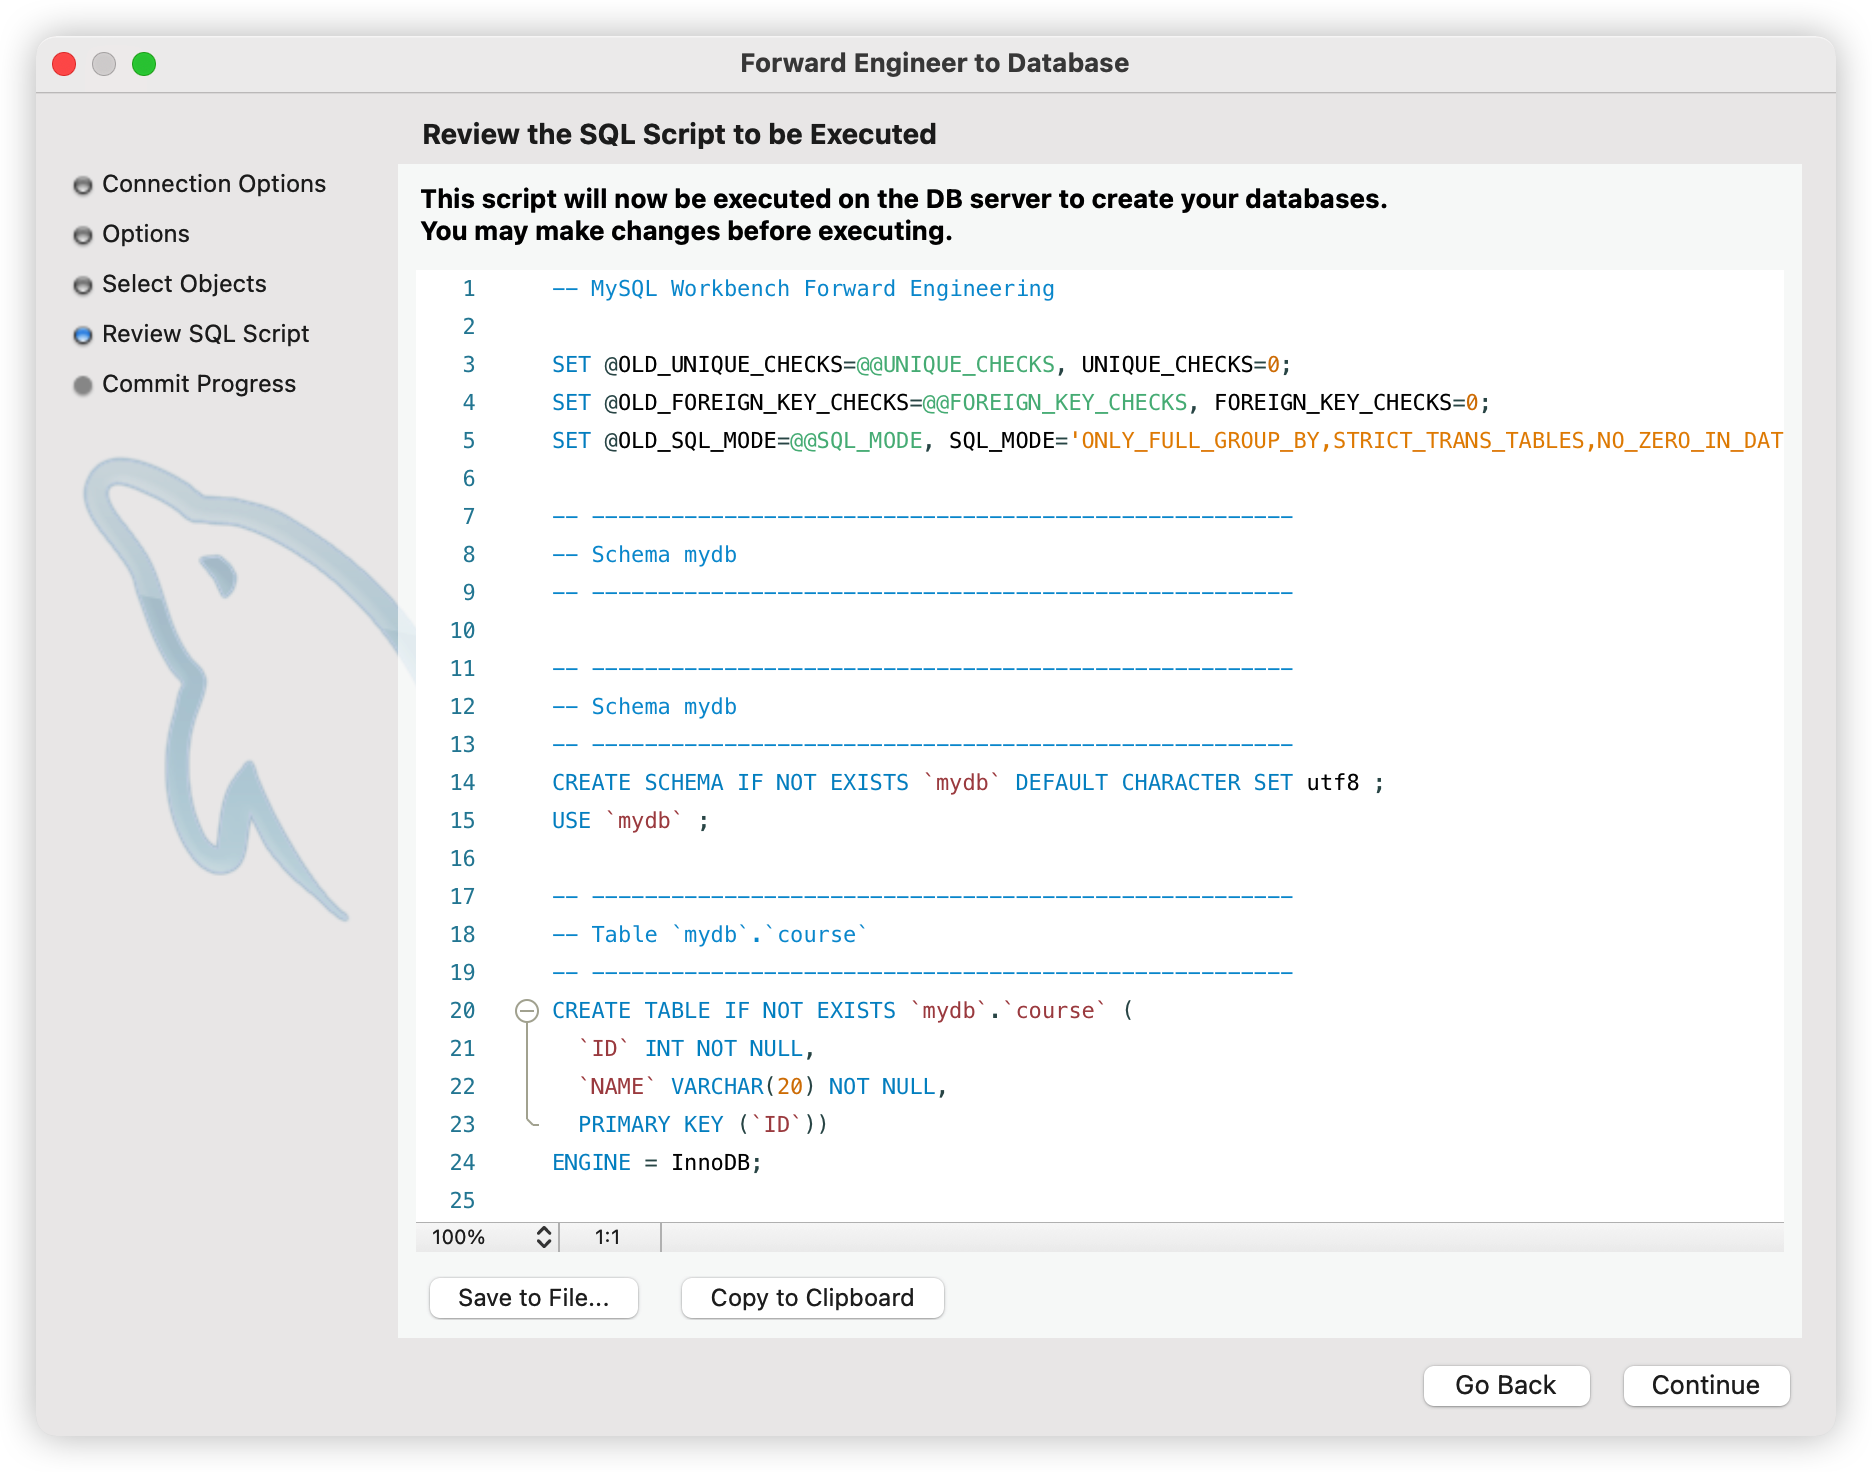 Forward Engineer to Database
Review the SQL Script to be Executed
Connection Options
Options
Select Objects
Review SQL Script
Commit Progress
This script will now be executed on the DB server to create your databases.
You may make changes before executing.
1 -- MySQL Workbench Forward Engineering
2
3 SET @OLD_UNIQUE_CHECKS=@@UNIQUE_CHECKS, UNIQUE_CHECKS=0;
4 SET @OLD_FOREIGN_KEY_CHECKS=@@FOREIGN_KEY_CHECKS, FOREIGN_KEY_CHECKS=0;
5 SET @OLD_SQL_MODE=@@SQL_MODE, SQL_MODE='ONLY_FULL_GROUP_BY,STRICT_TRANS_TABLES,NO_ZERO_IN_DAT
6
7 -- -----------------------------------------------------
8 -- Schema mydb
9 -- -----------------------------------------------------
10
11 -- -----------------------------------------------------
12 -- Schema mydb
13 -- -----------------------------------------------------
14 CREATE SCHEMA IF NOT EXISTS `mydb` DEFAULT CHARACTER SET utf8 ;
15 USE `mydb` ;
16
17 -- -----------------------------------------------------
18 -- Table `mydb`.`course`
19 -- -----------------------------------------------------
20 CREATE TABLE IF NOT EXISTS `mydb`.`course` (
21 `ID` INT NOT NULL,
22 `NAME` VARCHAR(20) NOT NULL,
23 PRIMARY KEY (`ID`))
24 ENGINE = InnoDB;
25
100% 1:1
Save to File... Copy to Clipboard
Go Back Continue